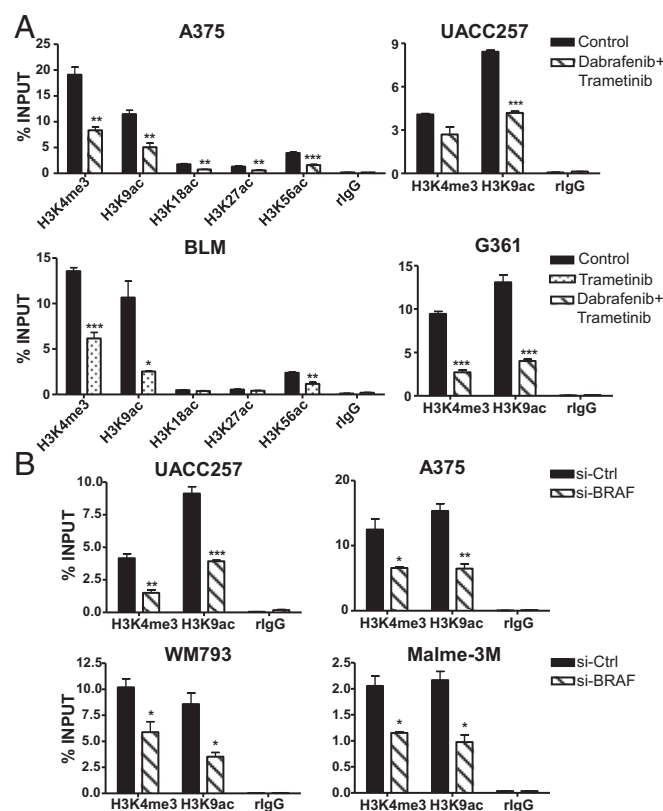 A
A375
% INPUT
25
20
15
10
5
0
** ** ** ** ***
H3K4me3 H3K9ac H3K18ac H3K27ac H3K56ac rIgG
UACC257
9
6
3
0
***
H3K4me3 H3K9ac rIgG
Control
Dabrafenib+
Trametinib
BLM
% INPUT
15
10
5
0
*** * **
H3K4me3 H3K9ac H3K18ac H3K27ac H3K56ac rIgG
G361
15
10
5
0
*** ***
H3K4me3 H3K9ac rIgG
Control
Trametinib
Dabrafenib+
Trametinib
B
UACC257
% INPUT
10.0
7.5
5.0
2.5
0.0
** ***
H3K4me3 H3K9ac rIgG
A375
20
10
0
* **
H3K4me3 H3K9ac rIgG
si-Ctrl
si-BRAF
WM793
% INPUT
12.5
10.0
7.5
5.0
2.5
0.0
* *
H3K4me3 H3K9ac rIgG
Malme-3M
2.5
2.0
1.5
1.0
0.5
0.0
* *
H3K4me3 H3K9ac rIgG
si-Ctrl
si-BRAF